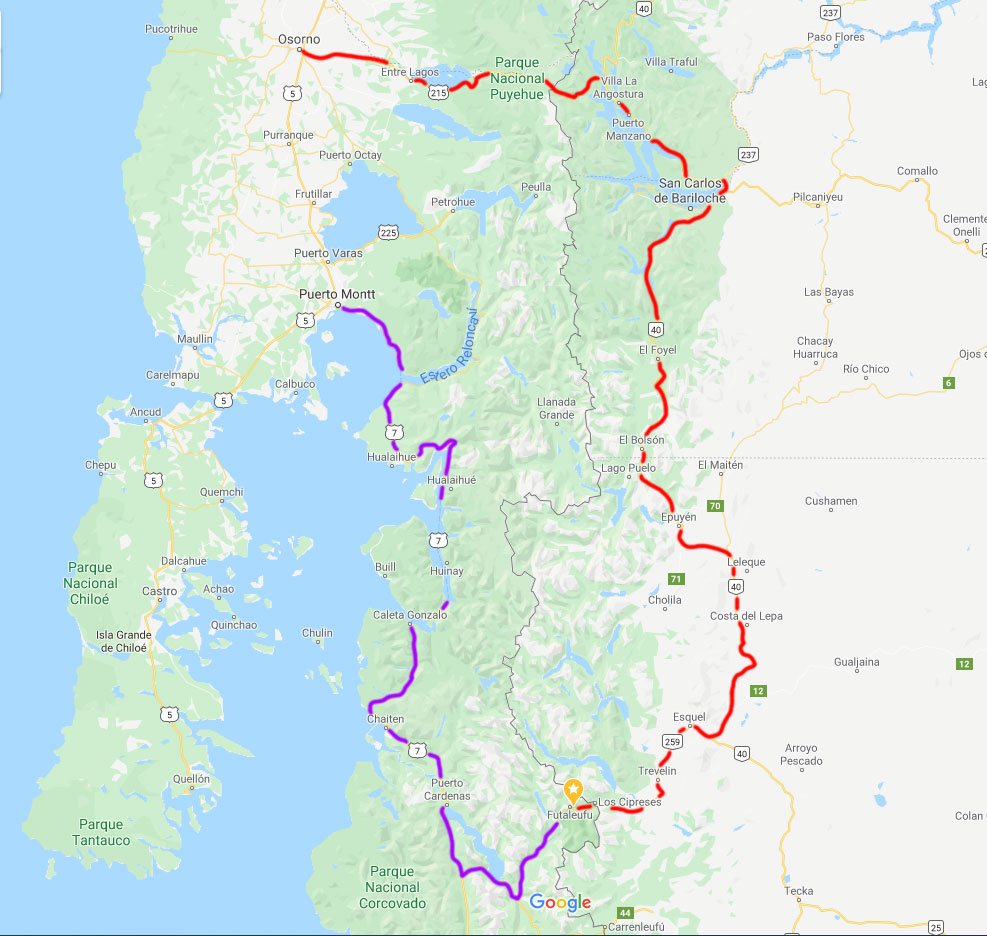 Pucotrihue
Osorno
40
237
Paso Flores
Entre Lagos
215
Parque
Nacional
Puyehue
Villa Traful
Villa La
Angostura
Puerto
Manzano
5
Purranque
Puerto Octay
237
Comallo
Frutillar
Petrohue
Peulla
San Carlos
de Bariloche
Pilcaniyeu
Clemente
Onelli
225
Puerto Varas
Puerto Montt
5
Las Bayas
Estero Reloncaví
40
Maullin
El Foyel
Chacay
Huarruca
Río Chico
Ojos d
Carelmapu
Calbuco
5
6
Ancud
Llanada
Grande
7
El Bolsón
Chepu
Hualaihue
Lago Puelo
El Maitén
5
Hualaihué
Quemchi
70
Cushamen
Epuyén
7
Dalcahue
Buill
Huinay
Leleque
Parque
Nacional
Chiloé
71
40
Castro
Achao
Cholila
Quinchao
Caleta Gonzalo
Costa del Lepa
Isla Grande
de Chiloé
Chulin
Gualjaina
12
12
5
Chaiten
Esquel
7
259
40
Arroyo
Pescado
Quellón
Puerto
Cardenas
Trevelin
Los Cipreses
Futaleufú
Colan
Parque
Tantauco
Parque
Nacional
Corcovado
Google
Tecka
44
Carrenleufú
25